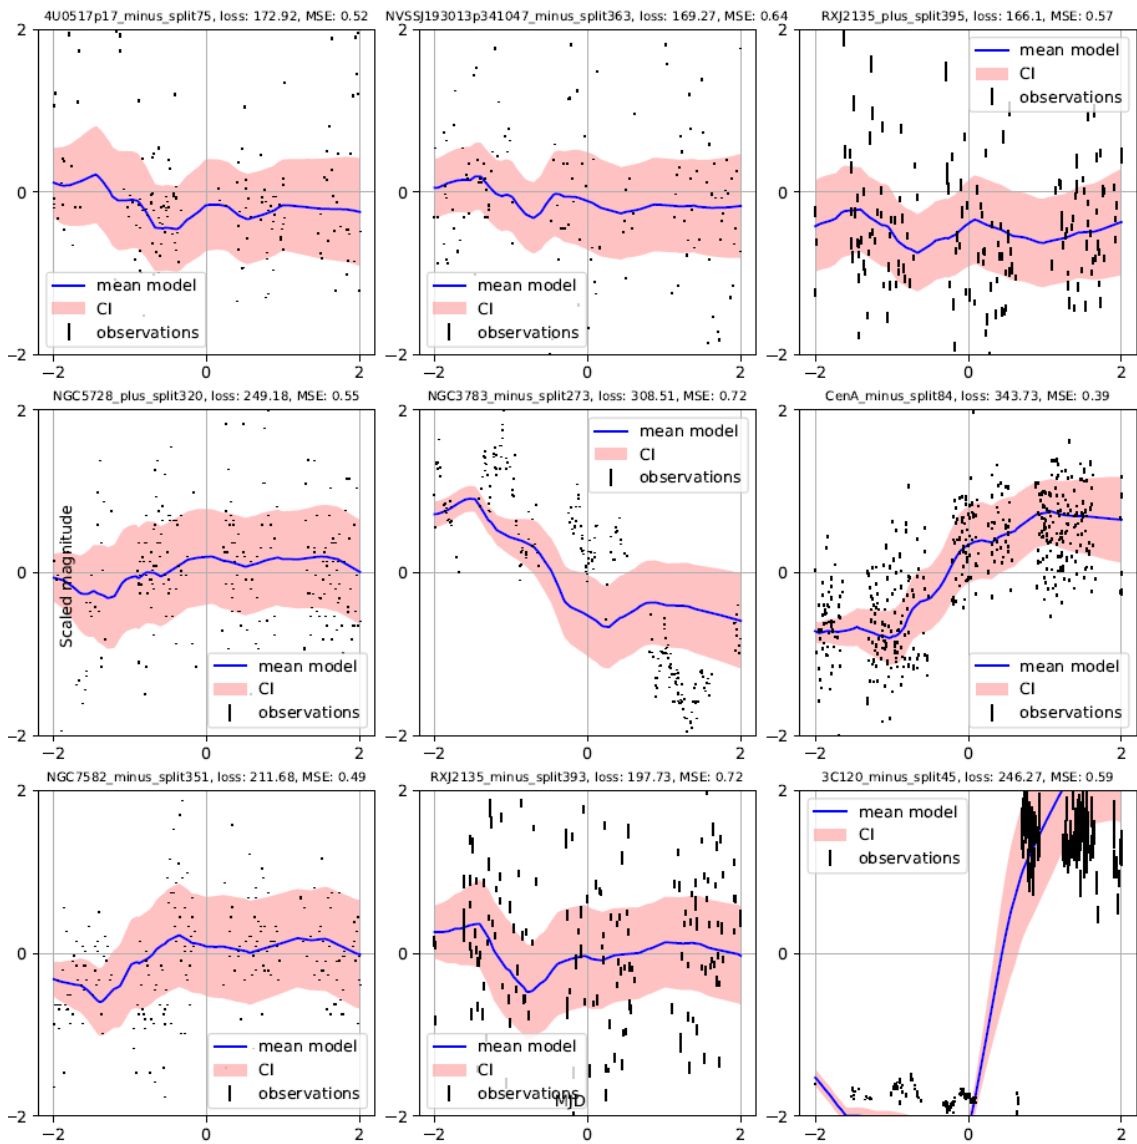 4U0517p17_minus_split75, loss: 172.92, MSE: 0.52
2
0
−2
−2 0 2
mean model
CI
observations
NVSSJ193013p341047_minus_split363, loss: 169.27, MSE: 0.64
2
0
−2
−2 0 2
mean model
CI
observations
RXJ2135_plus_split395, loss: 166.1, MSE: 0.57
2
0
−2
−2 0 2
mean model
CI
observations
NGC5728_plus_split320, loss: 249.18, MSE: 0.55
2
0
−2
−2 0 2
Scaled magnitude
mean model
CI
observations
NGC3783_minus_split273, loss: 308.51, MSE: 0.72
2
0
−2
−2 0 2
mean model
CI
observations
CenA_minus_split84, loss: 343.73, MSE: 0.39
2
0
−2
−2 0 2
mean model
CI
observations
NGC7582_minus_split351, loss: 211.68, MSE: 0.49
2
0
−2
−2 0 2
mean model
CI
observations
RXJ2135_minus_split393, loss: 197.73, MSE: 0.72
2
0
−2
−2 0 2
mean model
CI
observations
MJD
3C120_minus_split45, loss: 246.27, MSE: 0.59
2
0
−2
−2 0 2
mean model
CI
observations